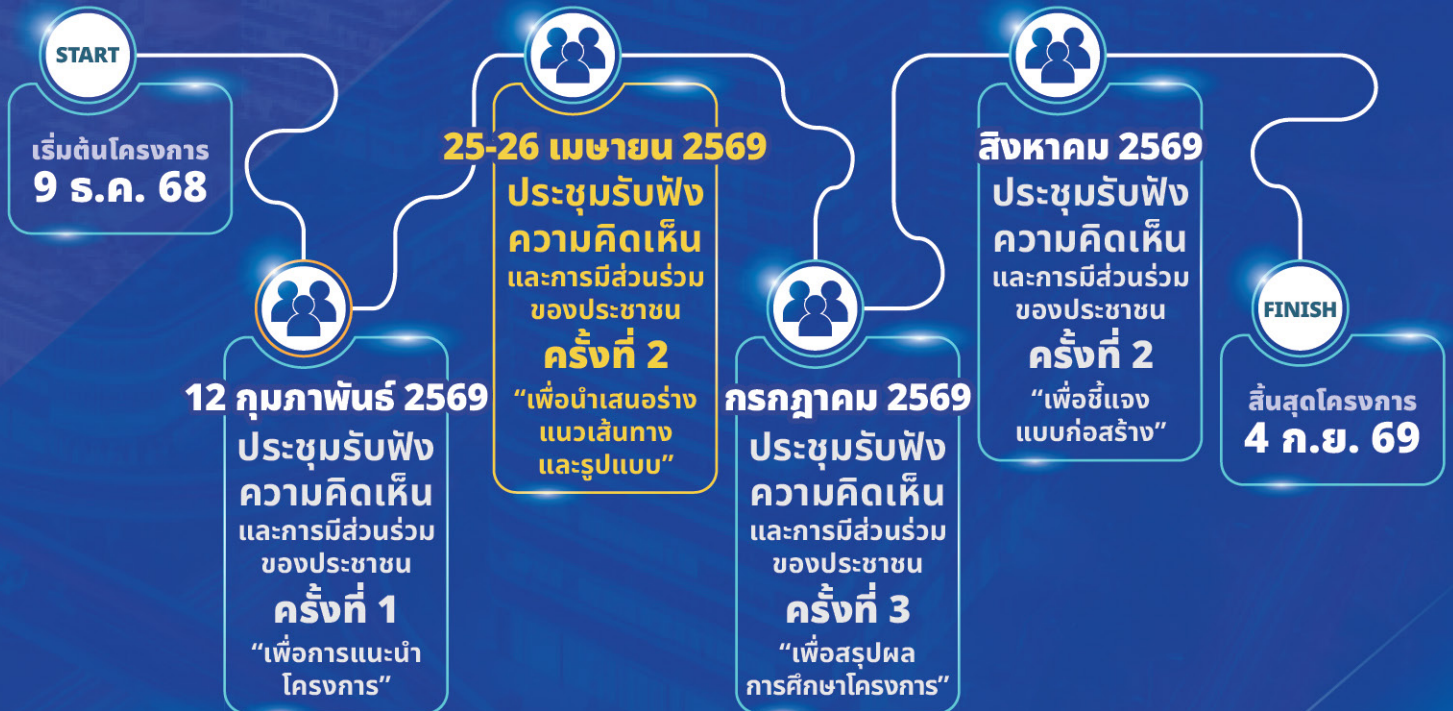 START
เริ่มต้นโครงการ
9 ธ.ค. 68
12 กุมภาพันธ์ 2569
ประชุมรับฟัง
ความคิดเห็น
และการมีส่วนร่วม
ของประชาชน
ครั้งที่ 1
“เพื่อการแนะนำ
โครงการ”
25-26 เมษายน 2569
ประชุมรับฟัง
ความคิดเห็น
และการมีส่วนร่วม
ของประชาชน
ครั้งที่ 2
“เพื่อนำเสนอร่าง
แนวเส้นทาง
และรูปแบบ”
กรกฎาคม 2569
ประชุมรับฟัง
ความคิดเห็น
และการมีส่วนร่วม
ของประชาชน
ครั้งที่ 3
“เพื่อสรุปผล
การศึกษาโครงการ”
สิงหาคม 2569
ประชุมรับฟัง
ความคิดเห็น
และการมีส่วนร่วม
ของประชาชน
ครั้งที่ 2
“เพื่อชี้แจง
แบบก่อสร้าง”
FINISH
สิ้นสุดโครงการ
4 ก.ย. 69